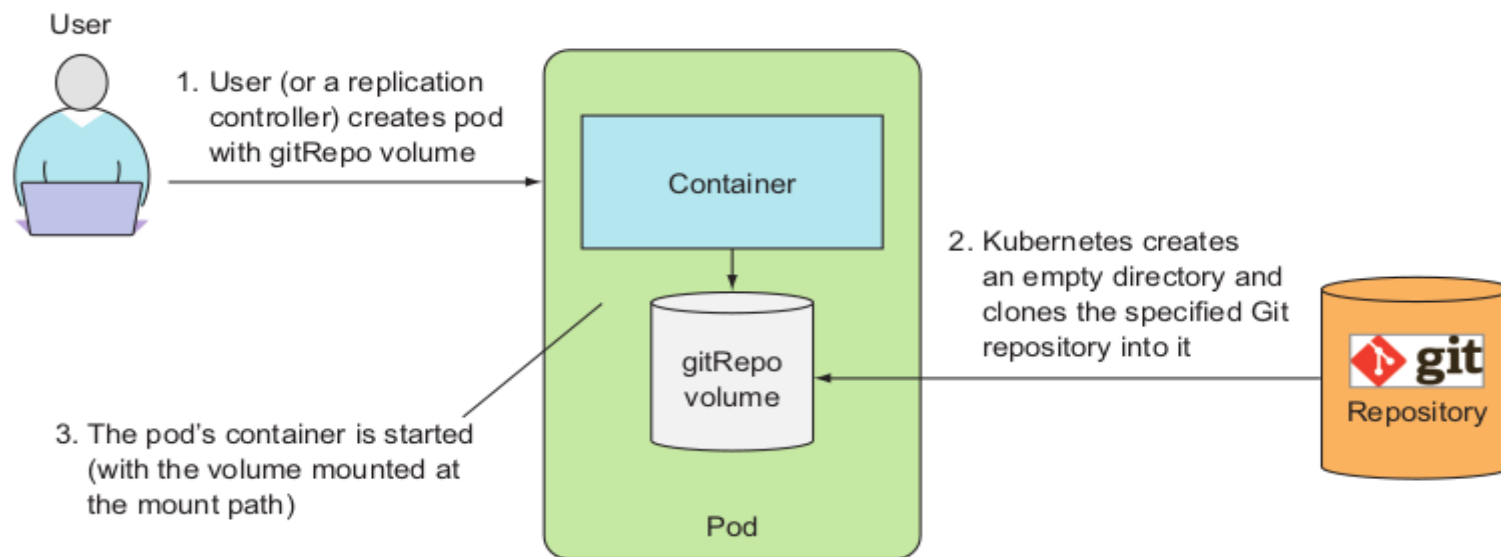 User
1. User (or a replication
controller) creates pod
with gitRepo volume
Container
2. Kubernetes creates
an empty directory and
clones the specified Git
repository into it
gitRepo
volume
git
Repository
3. The pod's container is started
(with the volume mounted at
the mount path)
Pod